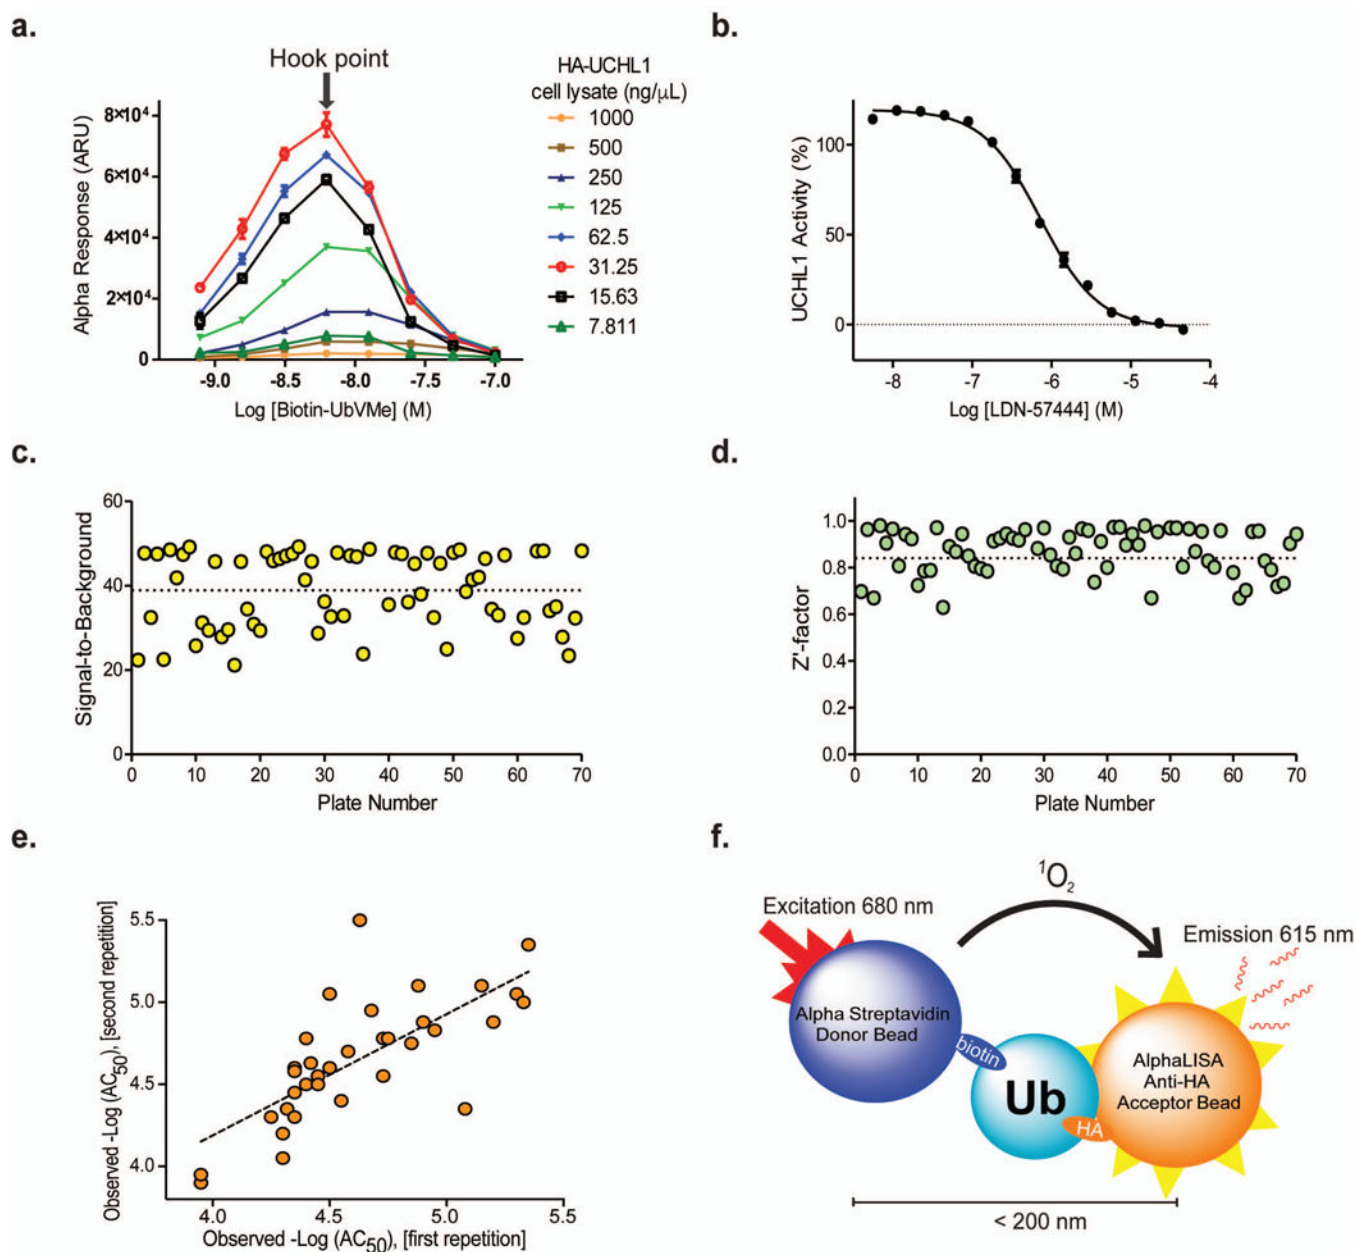 a.
Hook point
HA-UCHL1
cell lysate (ng/μL)
1000
500
250
125
62.5
31.25
15.63
7.811
Alpha Response (ARU)
8×10⁴
6×10⁴
4×10⁴
2×10⁴
0
-9.0 -8.5 -8.0 -7.5 -7.0
Log [Biotin-UbVMe] (M)
b.
UCHL1 Activity (%)
100
50
0
-8 -7 -6 -5 -4
Log [LDN-57444] (M)
c.
Signal-to-Background
60
40
20
0
0 10 20 30 40 50 60 70
Plate Number
d.
Z'-factor
1.0
0.8
0.6
0.4
0.2
0.0
0 10 20 30 40 50 60 70
Plate Number
e.
Observed -Log (AC₅₀), [second repetition]
5.5
5.0
4.5
4.0
4.0 4.5 5.0 5.5
Observed -Log (AC₅₀), [first repetition]
f.
¹O₂
Excitation 680 nm
Emission 615 nm
Alpha Streptavidin
Donor Bead
biotin
Ub
HA
AlphaLISA
Anti-HA
Acceptor Bead
< 200 nm